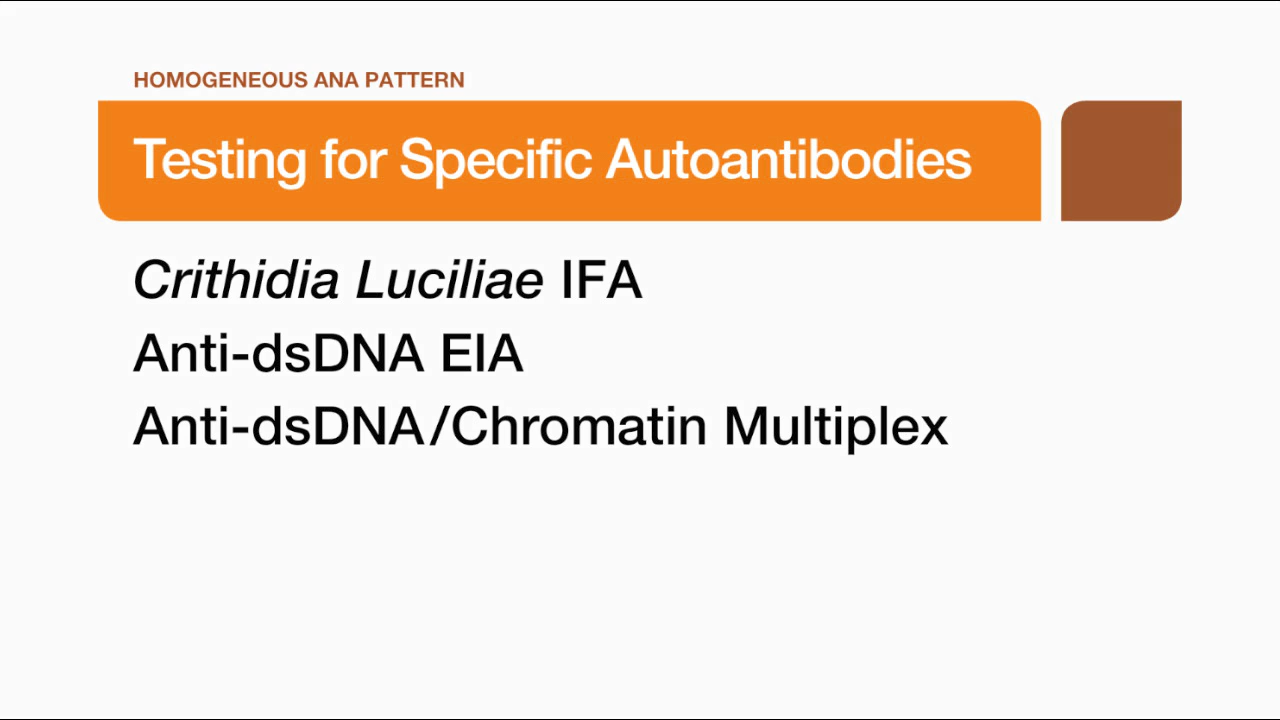 HOMOGENEOUS ANA PATTERN
Testing for Specific Autoantibodies
Crithidia Luciliae IFA
Anti-dsDNA EIA
Anti-dsDNA/Chromatin Multiplex